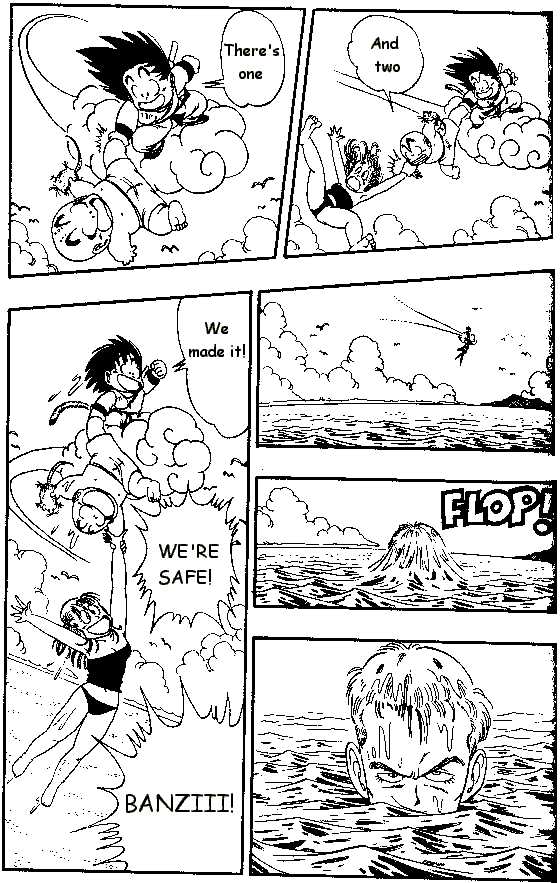 There's
one
And
two
We
made it!
WE'RE
SAFE!
BANZIII!
FLOP!